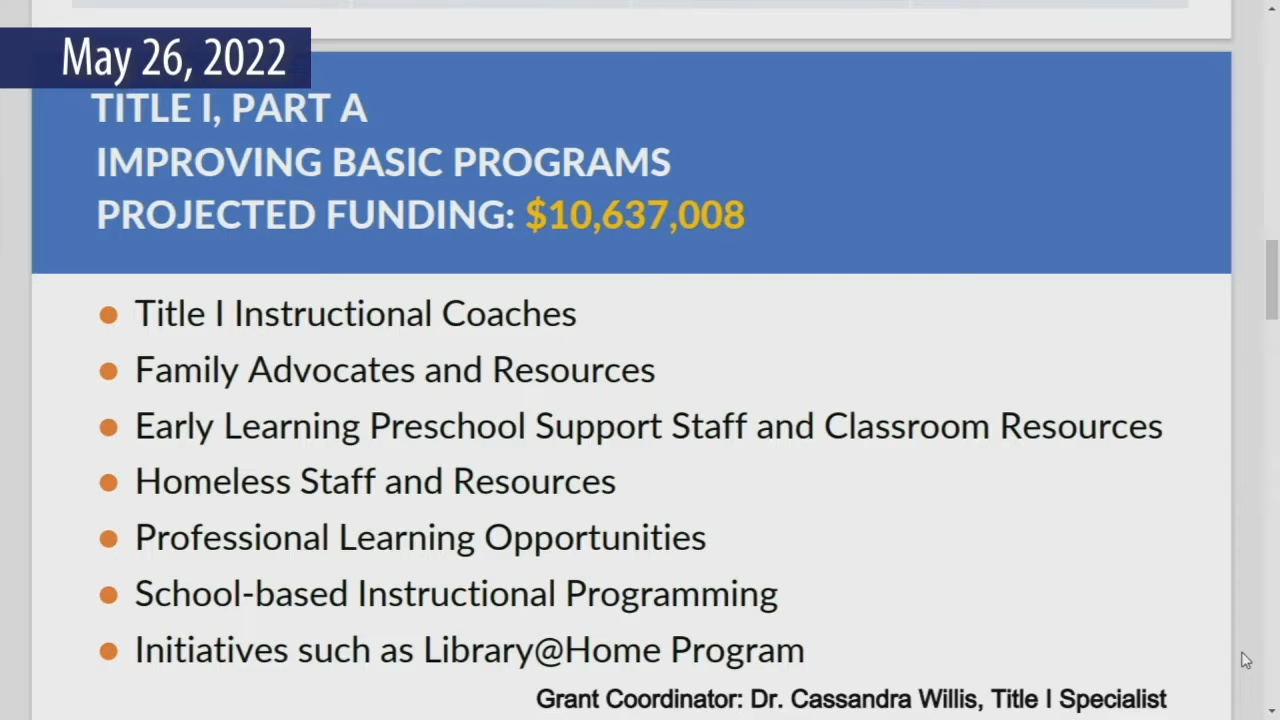 May 26, 2022
TITLE I, PART A
IMPROVING BASIC PROGRAMS
PROJECTED FUNDING: $10,637,008
Title I Instructional Coaches
Family Advocates and Resources
Early Learning Preschool Support Staff and Classroom Resources
Homeless Staff and Resources
Professional Learning Opportunities
School-based Instructional Programming
Initiatives such as Library@Home Program
Grant Coordinator: Dr. Cassandra Willis, Title I Specialist